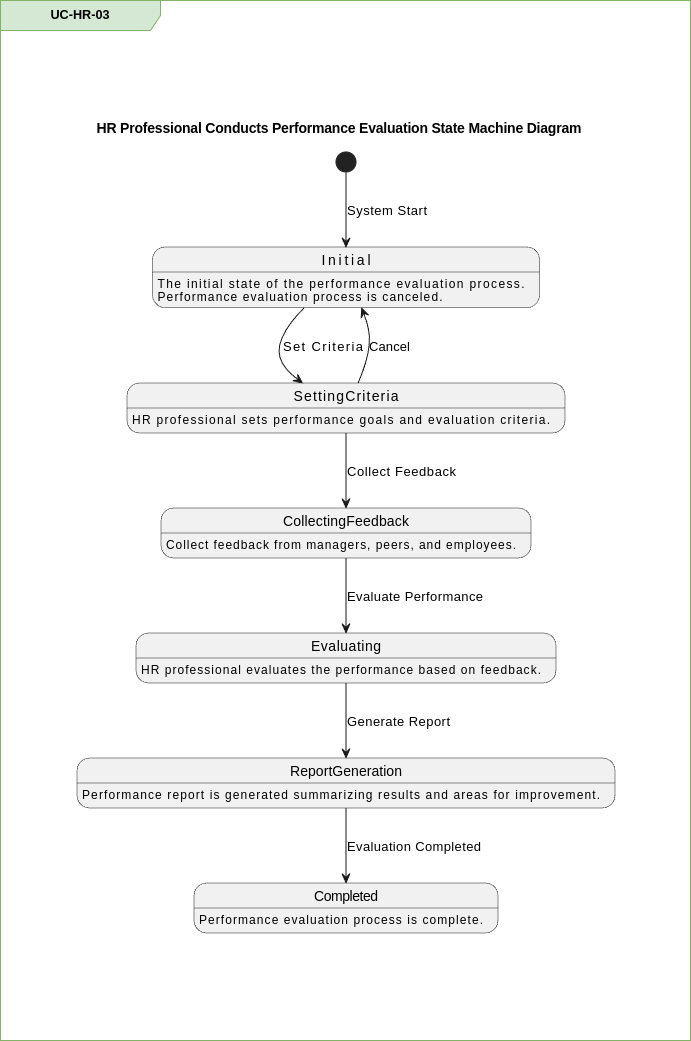 UC-HR-03
HR Professional Conducts Performance Evaluation State Machine Diagram
System Start
Initial
The initial state of the performance evaluation process.
Performance evaluation process is canceled.
Set Criteria
Cancel
SettingCriteria
HR professional sets performance goals and evaluation criteria.
Collect Feedback
CollectingFeedback
Collect feedback from managers, peers, and employees.
Evaluate Performance
Evaluating
HR professional evaluates the performance based on feedback.
Generate Report
ReportGeneration
Performance report is generated summarizing results and areas for improvement.
Evaluation Completed
Completed
Performance evaluation process is complete.